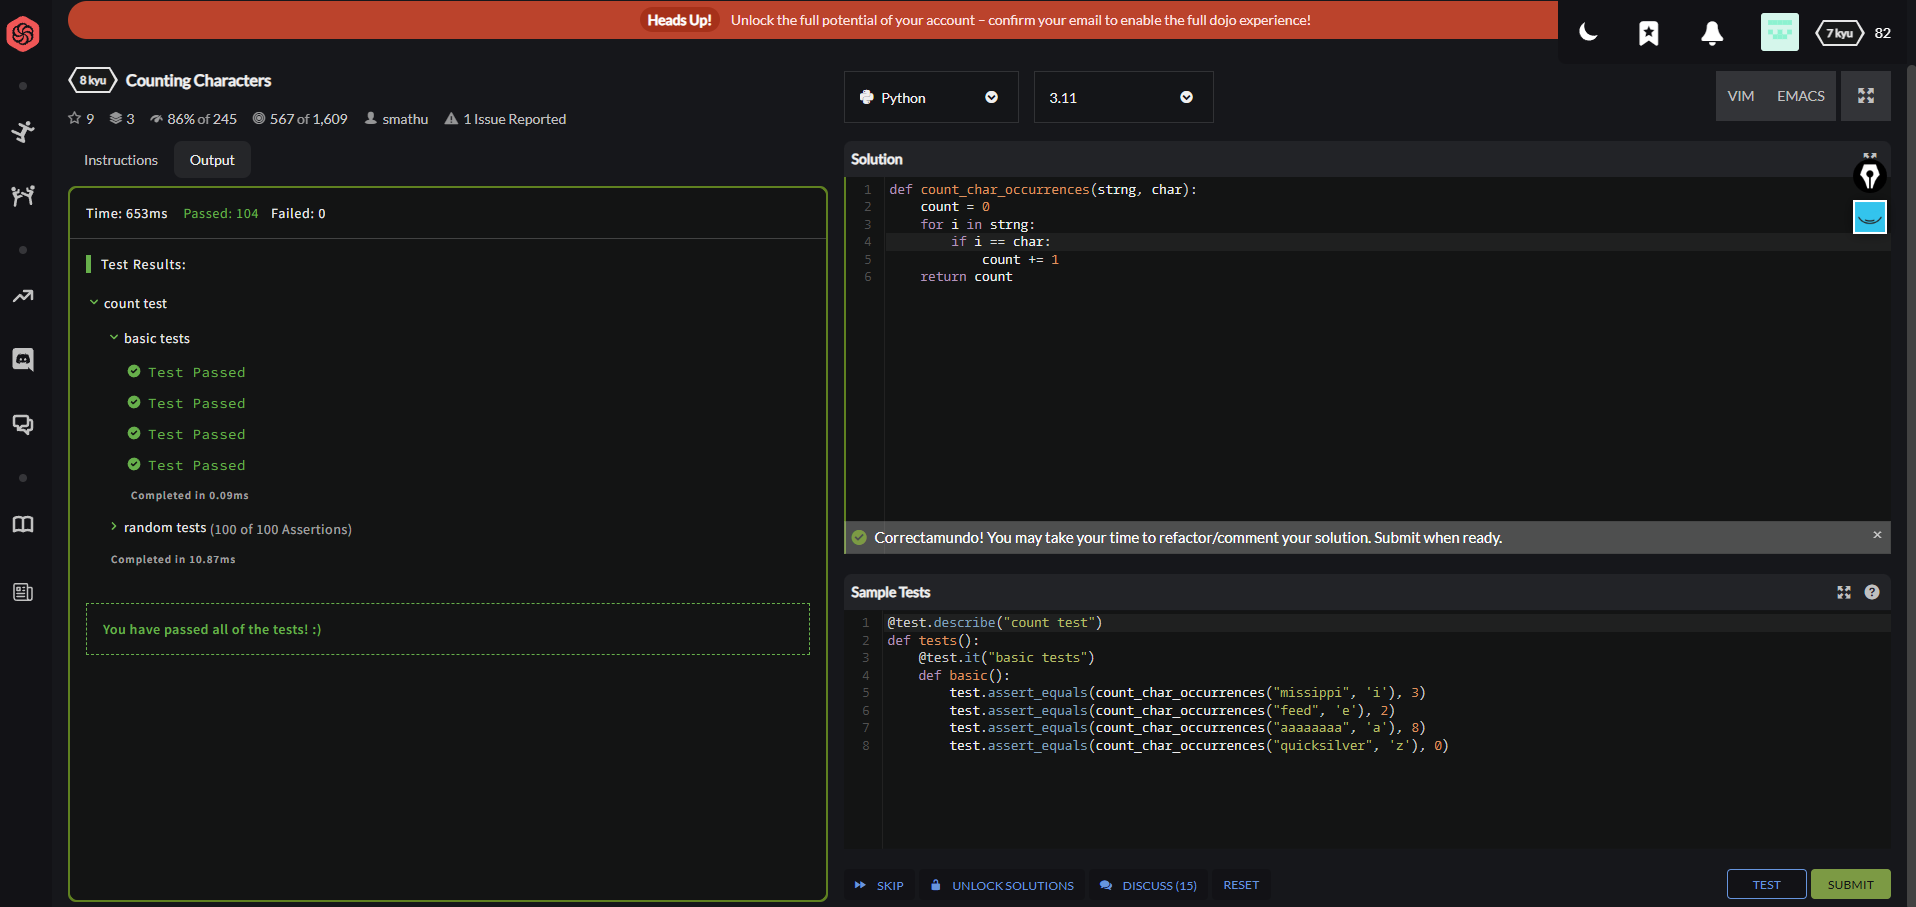 Heads Up! Unlock the full potential of your account – confirm your email to enable the full dojo experience!
7 kyu 82
8 kyu Counting Characters
9 3 86% of 245 567 of 1,609 smathu 1 Issue Reported
Instructions Output
Time: 653ms Passed: 104 Failed: 0
Test Results:
count test
basic tests
Test Passed
Test Passed
Test Passed
Test Passed
Completed in 0.09ms
random tests (100 of 100 Assertions)
Completed in 10.87ms
You have passed all of the tests! :)
Python 3.11
VIM EMACS
Solution
1 def count_char_occurrences(strng, char):
2     count = 0
3     for i in strng:
4         if i == char:
5             count += 1
6     return count
Correctamundo! You may take your time to refactor/comment your solution. Submit when ready. ×
Sample Tests
1 @test.describe("count test")
2 def tests():
3     @test.it("basic tests")
4     def basic():
5         test.assert_equals(count_char_occurrences("missippi", 'i'), 3)
6         test.assert_equals(count_char_occurrences("feed", 'e'), 2)
7         test.assert_equals(count_char_occurrences("aaaaaaaa", 'a'), 8)
8         test.assert_equals(count_char_occurrences("quicksilver", 'z'), 0)
SKIP UNLOCK SOLUTIONS DISCUSS (15) RESET TEST SUBMIT